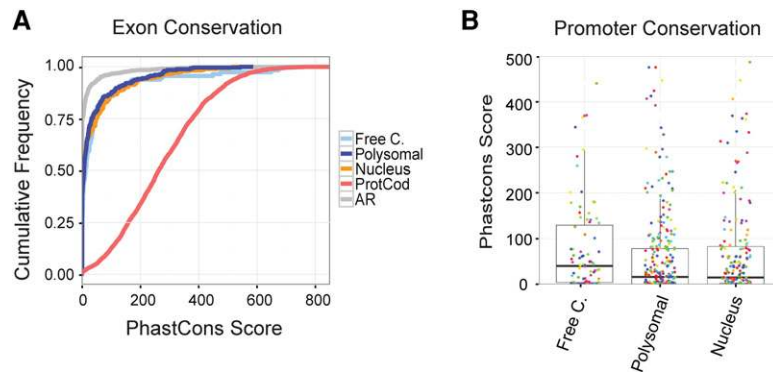 A
Exon Conservation
Cumulative Frequency
1.00
0.75
0.50
0.25
0.00
0
200
400
600
800
PhastCons Score
Free C.
Polysomal
Nucleus
ProtCod
AR
B
Promoter Conservation
Phastcons Score
500
400
300
200
100
0
Free C.
Polysomal
Nucleus